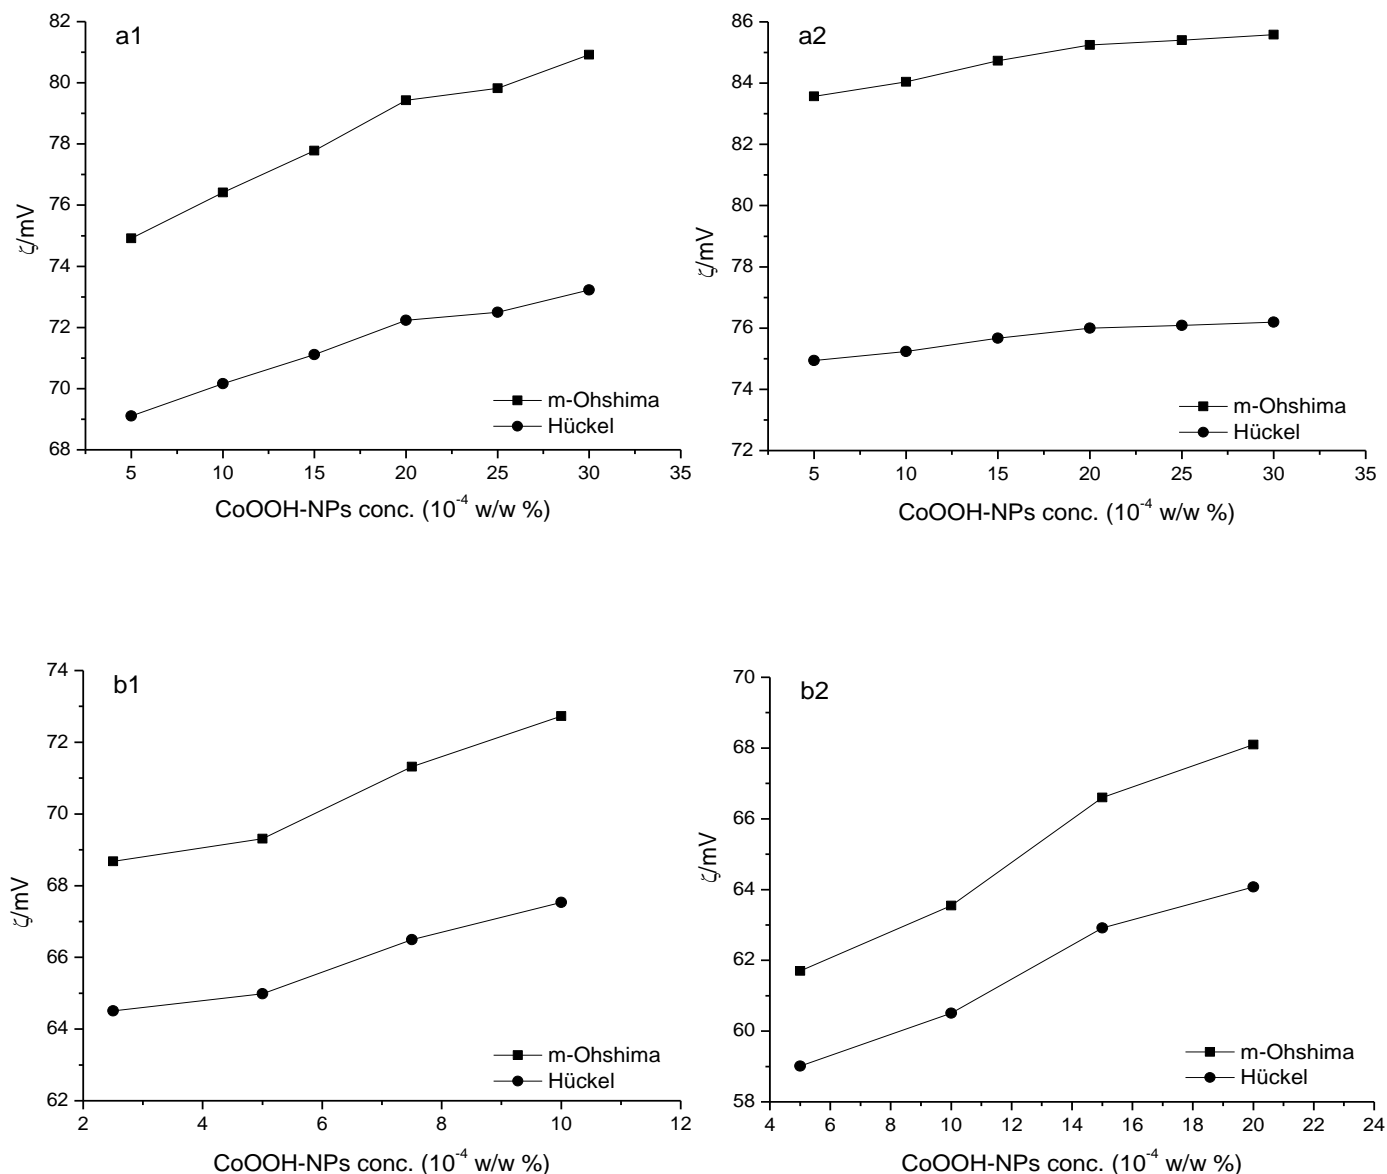 a1
82
80
78
76
74
72
70
68
ζ/mV
m-Ohshima
Hückel
5 10 15 20 25 30 35
CoOOH-NPs conc. (10⁻⁴ w/w %)
a2
86
84
82
80
78
76
74
72
ζ/mV
m-Ohshima
Hückel
5 10 15 20 25 30 35
CoOOH-NPs conc. (10⁻⁴ w/w %)
b1
74
72
70
68
66
64
62
ζ/mV
m-Ohshima
Hückel
2 4 6 8 10 12
CoOOH-NPs conc. (10⁻⁴ w/w %)
b2
70
68
66
64
62
60
58
ζ/mV
m-Ohshima
Hückel
4 6 8 10 12 14 16 18 20 22 24
CoOOH-NPs conc. (10⁻⁴ w/w %)